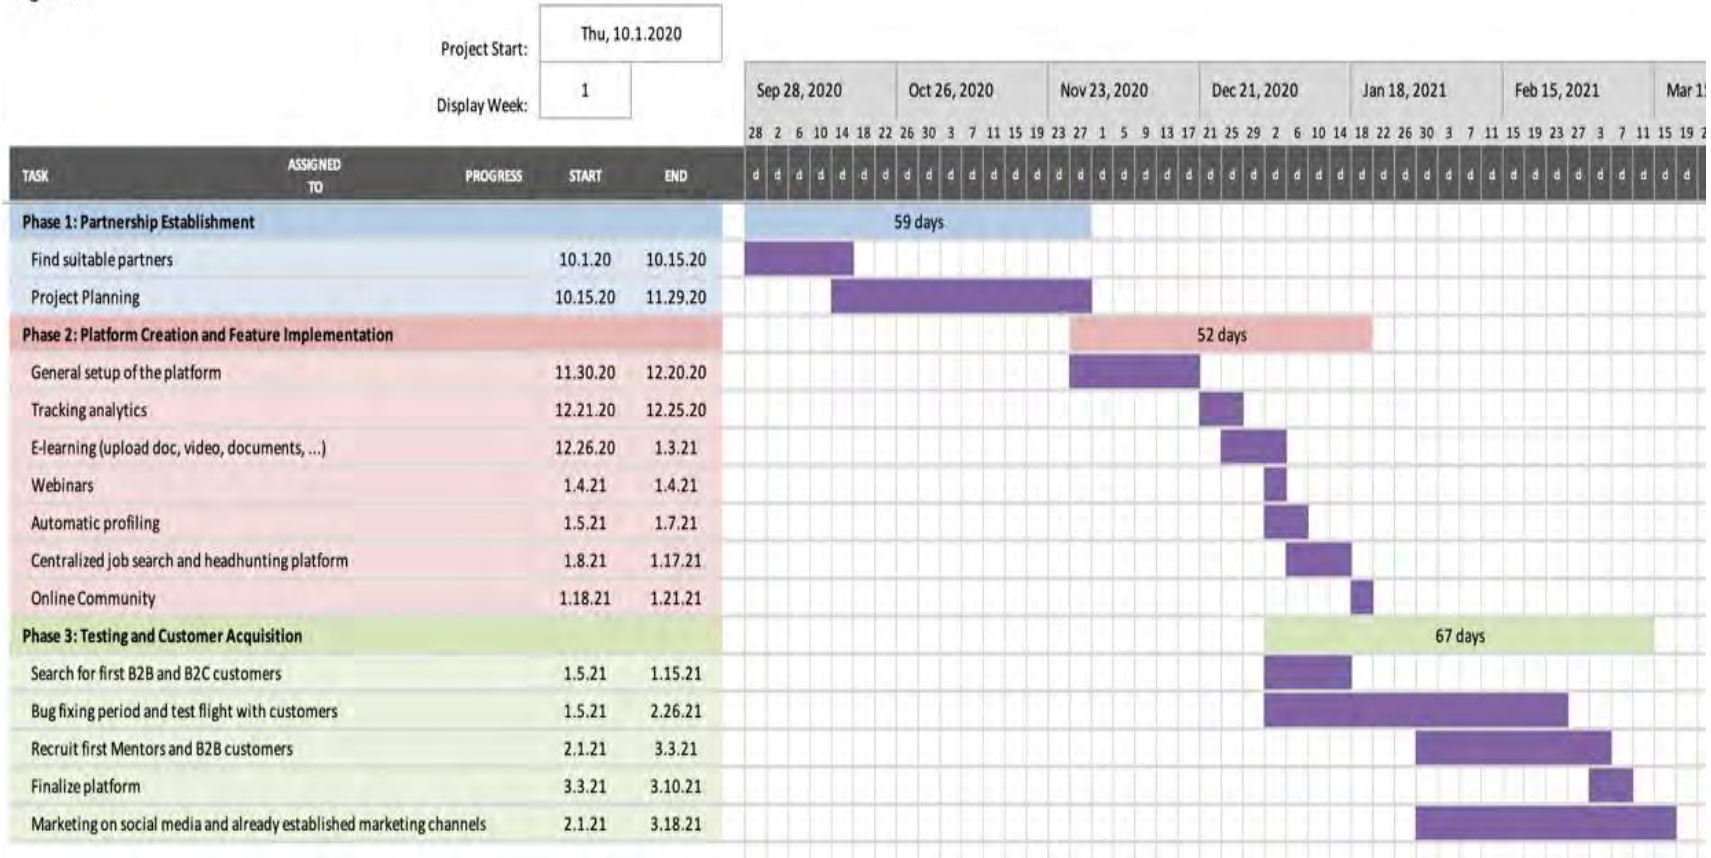 Project Start: Thu, 10.1.2020
Display Week: 1
Sep 28, 2020 Oct 26, 2020 Nov 23, 2020 Dec 21, 2020 Jan 18, 2021 Feb 15, 2021 Mar 1
28 2 6 10 14 18 22 26 30 3 7 11 15 19 23 27 1 5 9 13 17 21 25 29 2 6 10 14 18 22 26 30 3 7 11 15 19 23 27 3 7 11 15 19 2
TASK ASSIGNED TO PROGRESS START END d d d d d d d d d d d d d d d d d d d d d d d d d d d d d d d d d d d d d d d d d d d d
Phase 1: Partnership Establishment 59 days
Find suitable partners 10.1.20 10.15.20
Project Planning 10.15.20 11.29.20
Phase 2: Platform Creation and Feature Implementation 52 days
General setup of the platform 11.30.20 12.20.20
Tracking analytics 12.21.20 12.25.20
E-learning (upload doc, video, documents, ...) 12.26.20 1.3.21
Webinars 1.4.21 1.4.21
Automatic profiling 1.5.21 1.7.21
Centralized job search and headhunting platform 1.8.21 1.17.21
Online Community 1.18.21 1.21.21
Phase 3: Testing and Customer Acquisition 67 days
Search for first B2B and B2C customers 1.5.21 1.15.21
Bug fixing period and test flight with customers 1.5.21 2.26.21
Recruit first Mentors and B2B customers 2.1.21 3.3.21
Finalize platform 3.3.21 3.10.21
Marketing on social media and already established marketing channels 2.1.21 3.18.21